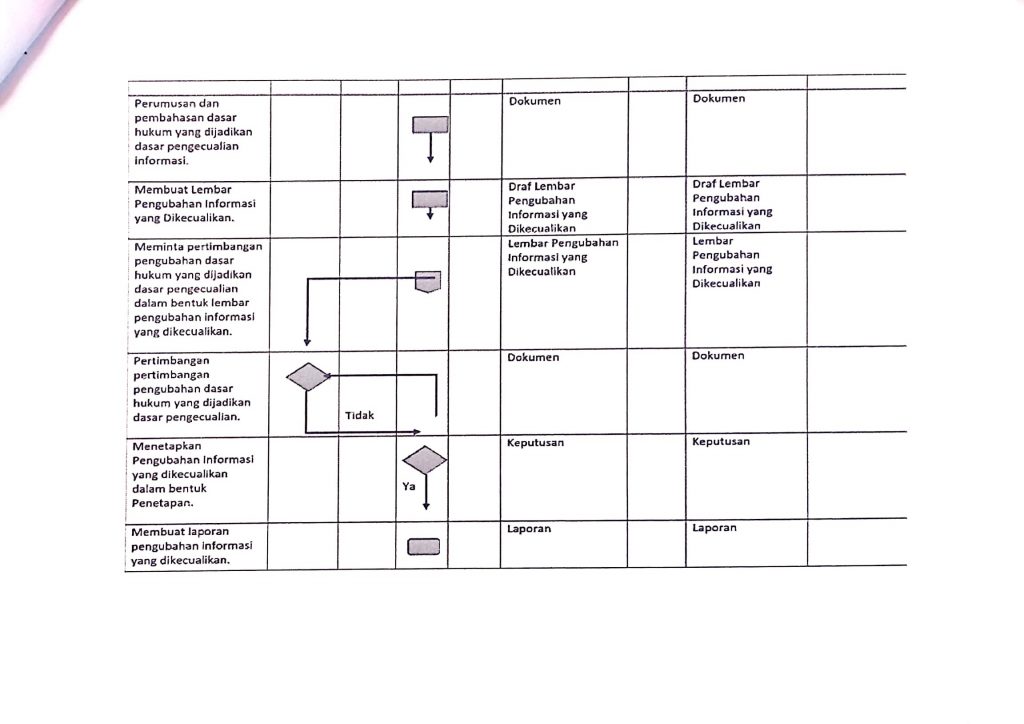 Perumusan dan
pembahasan dasar
hukum yang dijadikan
dasar pengecualian
informasi.
Dokumen
Dokumen
Membuat Lembar
Pengubahan Informasi
yang Dikecualikan.
Draf Lembar
Pengubahan
Informasi yang
Dikecualikan
Draf Lembar
Pengubahan
Informasi yang
Dikecualikan
Meminta pertimbangan
pengubahan dasar
hukum yang dijadikan
dasar pengecualian
dalam bentuk lembar
pengubahan informasi
yang dikecualikan.
Lembar Pengubahan
Informasi yang
Dikecualikan
Lembar
Pengubahan
Informasi yang
Dikecualikan
Pertimbangan
pertimbangan
pengubahan dasar
hukum yang dijadikan
dasar pengecualian.
Tidak
Dokumen
Dokumen
Menetapkan
Pengubahan Informasi
yang dikecualikan
dalam bentuk
Penetapan.
Ya
Keputusan
Keputusan
Membuat laporan
pengubahan informasi
yang dikecualikan.
Laporan
Laporan